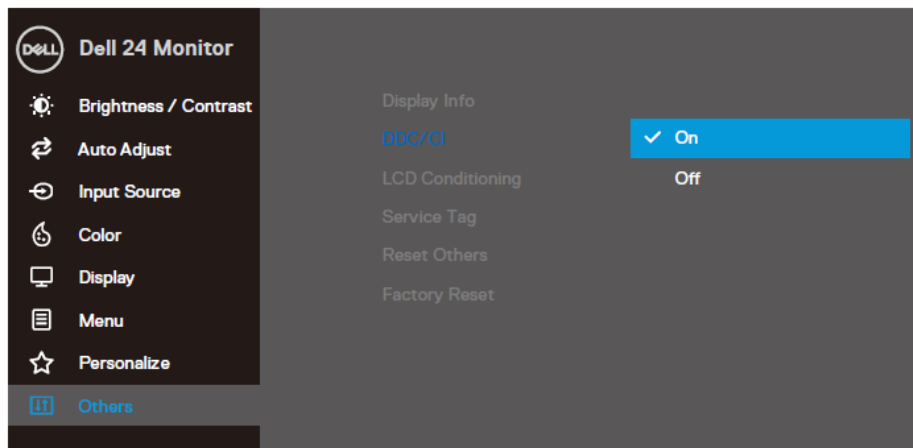 DELL
Dell 24 Monitor
Brightness / Contrast
Auto Adjust
Input Source
Color
Display
Menu
Personalize
Others
Display Info
DDC/CI
LCD Conditioning
Service Tag
Reset Others
Factory Reset
On
Off